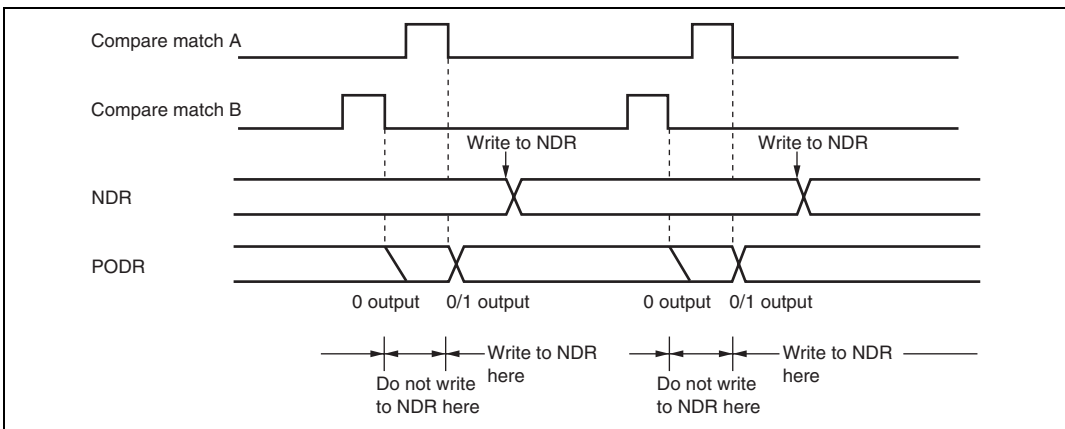 Compare match A
Compare match B
Write to NDR
Write to NDR
NDR
PODR
0 output
0/1 output
0 output
0/1 output
Write to NDR
here
Do not write
to NDR here
Write to NDR
here
Do not write
to NDR here